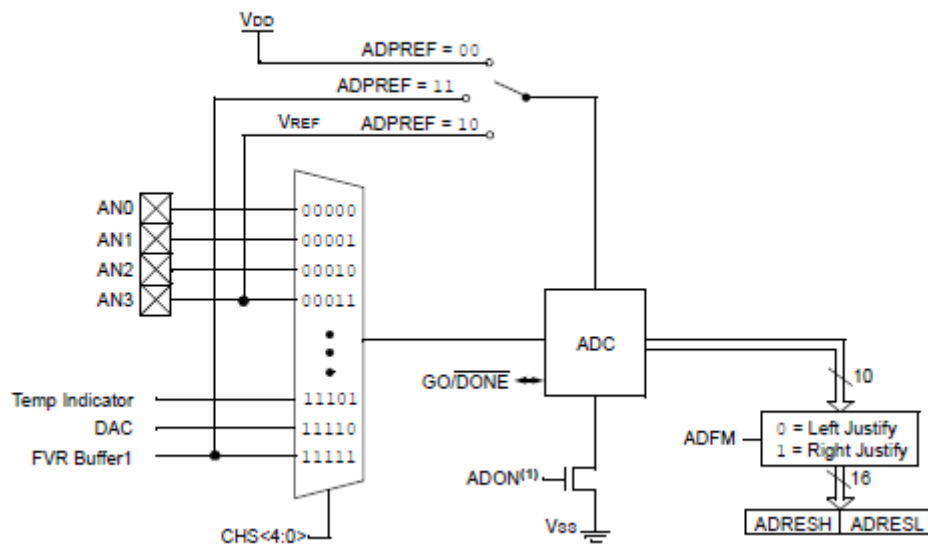 VDD
ADPREF = 00
ADPREF = 11
VREF ADPREF = 10
AN0 00000
AN1 00001
AN2 00010
AN3 00011
ADC
GO/DONE
10
Temp Indicator 11101
DAC 11110
FVR Buffer1 11111
ADFM
0 = Left Justify
1 = Right Justify
ADON(1)
16
VSS
ADRESH ADRESL
CHS<4:0>